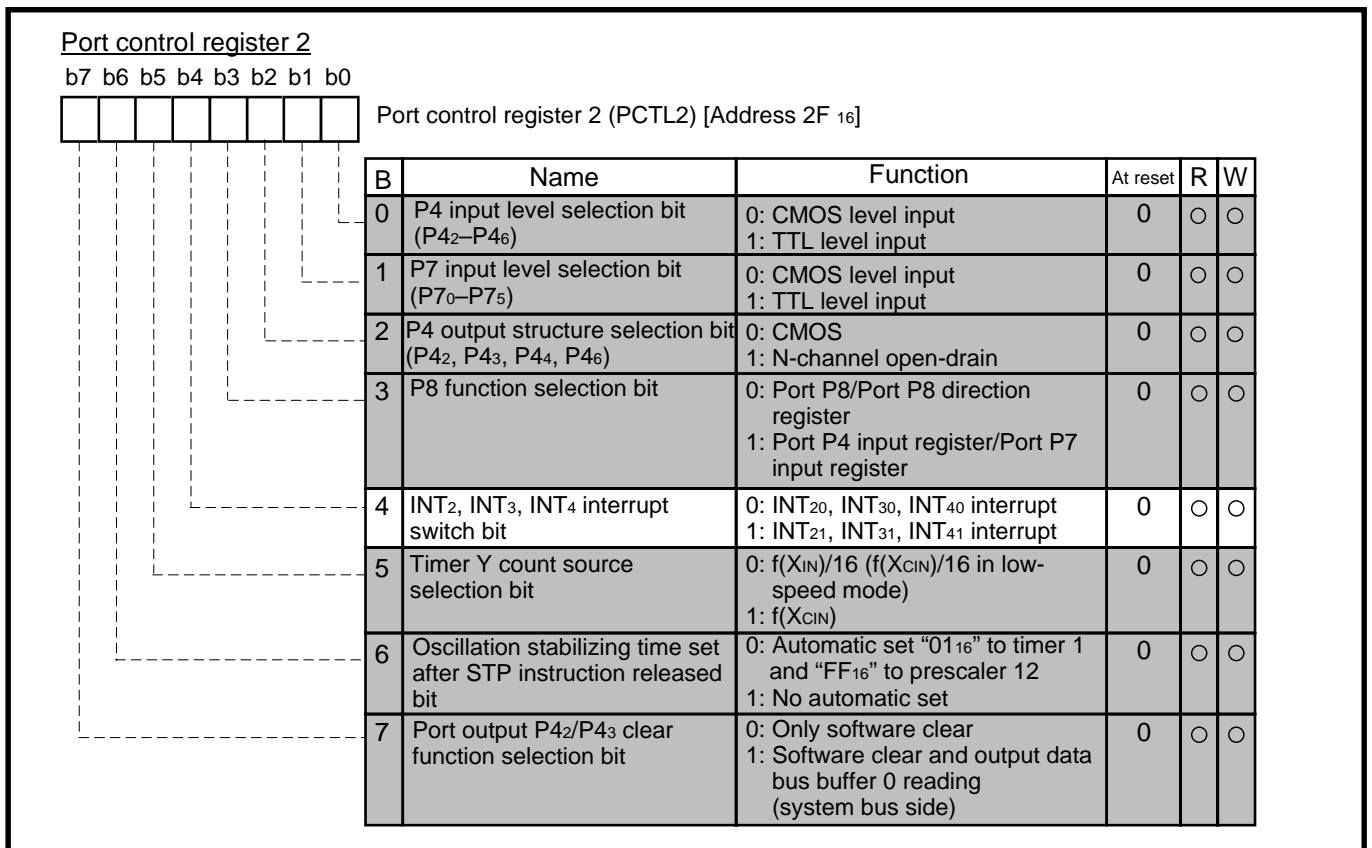 Port control register 2
b7 b6 b5 b4 b3 b2 b1 b0
Port control register 2 (PCTL2) [Address 2F 16]
B Name Function At reset R W
0 P4 input level selection bit
(P42–P46)
0: CMOS level input
1: TTL level input
0 ○ ○
1 P7 input level selection bit
(P70–P75)
0: CMOS level input
1: TTL level input
0 ○ ○
2 P4 output structure selection bit
(P42, P43, P44, P46)
0: CMOS
1: N-channel open-drain
0 ○ ○
3 P8 function selection bit
0: Port P8/Port P8 direction
register
1: Port P4 input register/Port P7
input register
0 ○ ○
4 INT2, INT3, INT4 interrupt
switch bit
0: INT20, INT30, INT40 interrupt
1: INT21, INT31, INT41 interrupt
0 ○ ○
5 Timer Y count source
selection bit
0: f(XIN)/16 (f(XCIN)/16 in low-
speed mode)
1: f(XCIN)
0 ○ ○
6 Oscillation stabilizing time set
after STP instruction released
bit
0: Automatic set “0116” to timer 1
and “FF16” to prescaler 12
1: No automatic set
0 ○ ○
7 Port output P42/P43 clear
function selection bit
0: Only software clear
1: Software clear and output data
bus buffer 0 reading
(system bus side)
0 ○ ○